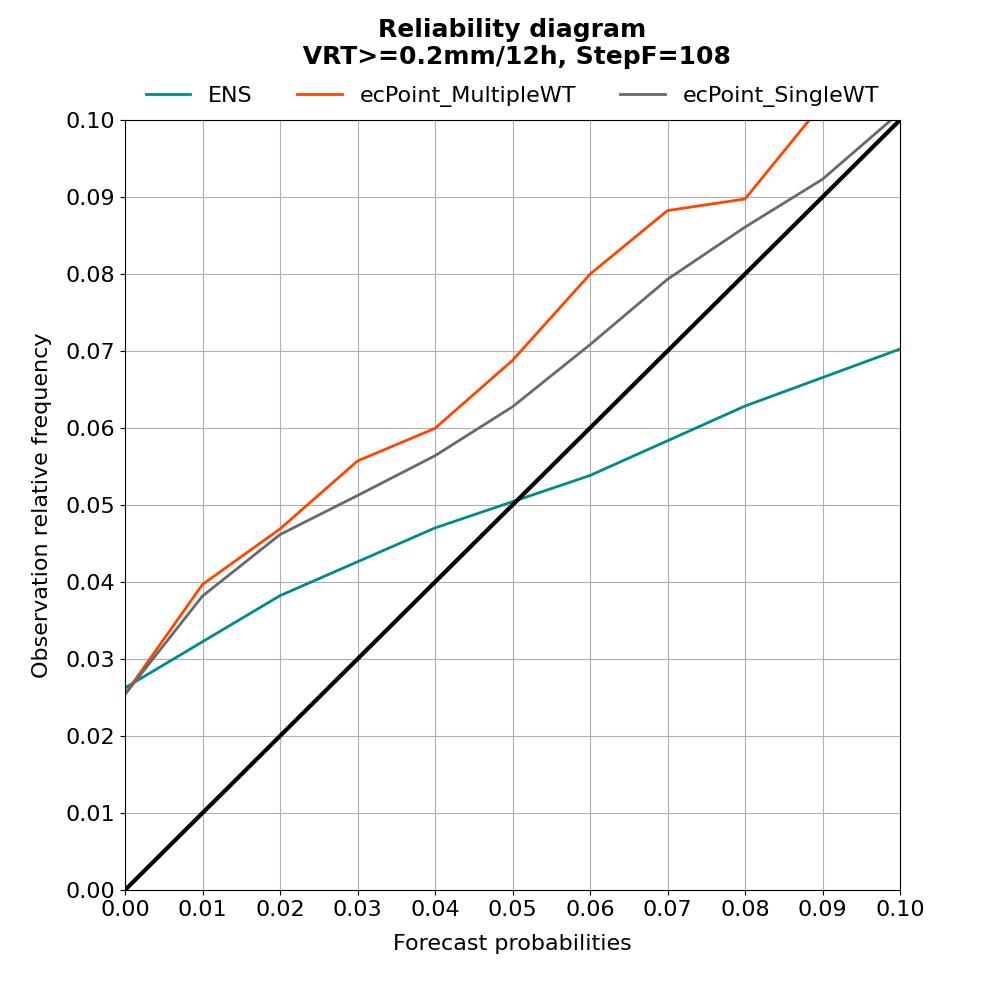 Reliability diagram
VRT>=0.2mm/12h, StepF=108
ENS ecPoint_MultipleWT ecPoint_SingleWT
0.10
0.09
0.08
0.07
0.06
0.05
0.04
0.03
0.02
0.01
0.00
Observation relative frequency
0.00 0.01 0.02 0.03 0.04 0.05 0.06 0.07 0.08 0.09 0.10
Forecast probabilities